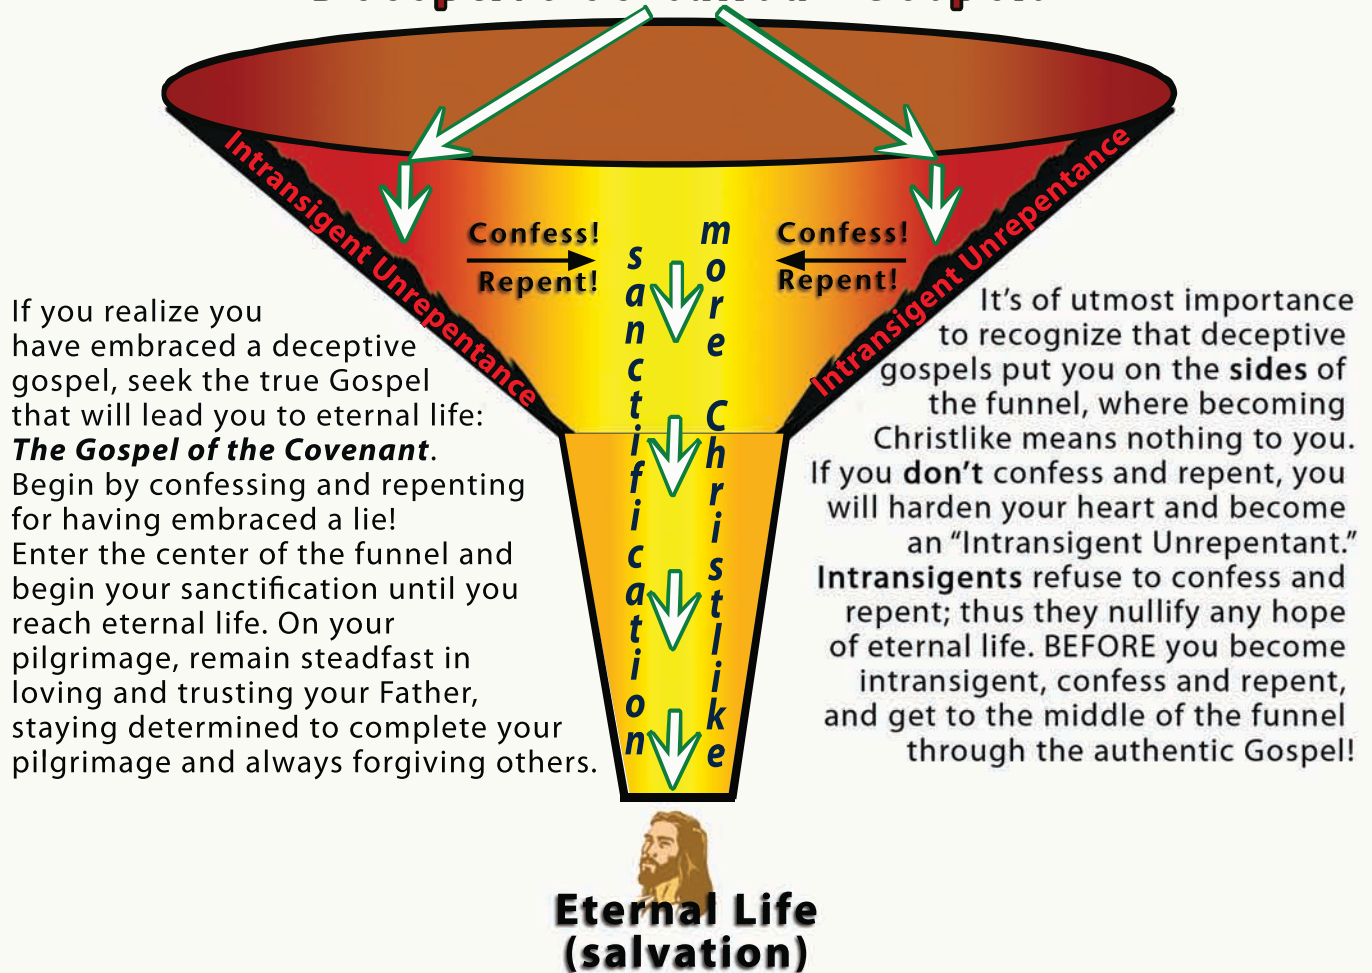 Intransigent Unrepentance
Intransigent Unrepentance
Confess!
Repent!
sanctification
more Christlike
Confess!
Repent!
If you realize you
have embraced a deceptive
gospel, seek the true Gospel
that will lead you to eternal life:
The Gospel of the Covenant.
Begin by confessing and repenting
for having embraced a lie!
Enter the center of the funnel and
begin your sanctification until you
reach eternal life. On your
pilgrimage, remain steadfast in
loving and trusting your Father,
staying determined to complete your
pilgrimage and always forgiving others.
It’s of utmost importance
to recognize that deceptive
gospels put you on the sides of
the funnel, where becoming
Christlike means nothing to you.
If you don’t confess and repent, you
will harden your heart and become
an “Intransigent Unrepentant.”
Intransigents refuse to confess and
repent; thus they nullify any hope
of eternal life. BEFORE you become
intransigent, confess and repent,
and get to the middle of the funnel
through the authentic Gospel!
Eternal Life
(salvation)